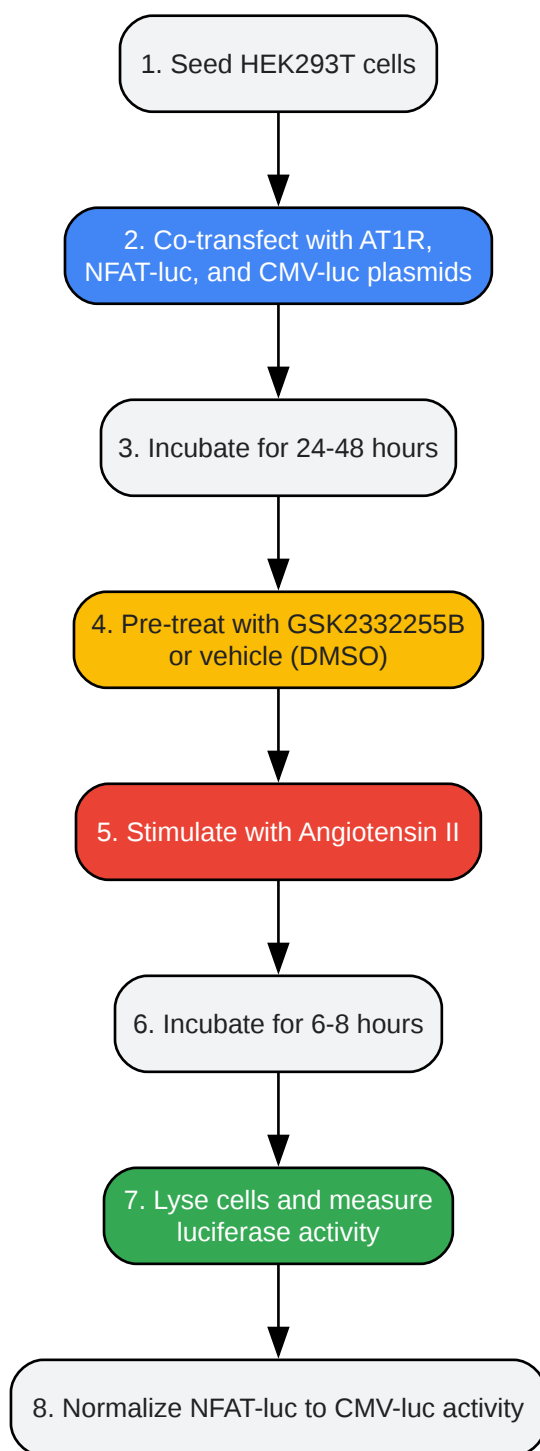 1. Seed HEK293T cells
2. Co-transfect with AT1R,
NFAT-luc, and CMV-luc plasmids
3. Incubate for 24-48 hours
4. Pre-treat with GSK2332255B
or vehicle (DMSO)
5. Stimulate with Angiotensin II
6. Incubate for 6-8 hours
7. Lyse cells and measure
luciferase activity
8. Normalize NFAT-luc to CMV-luc activity